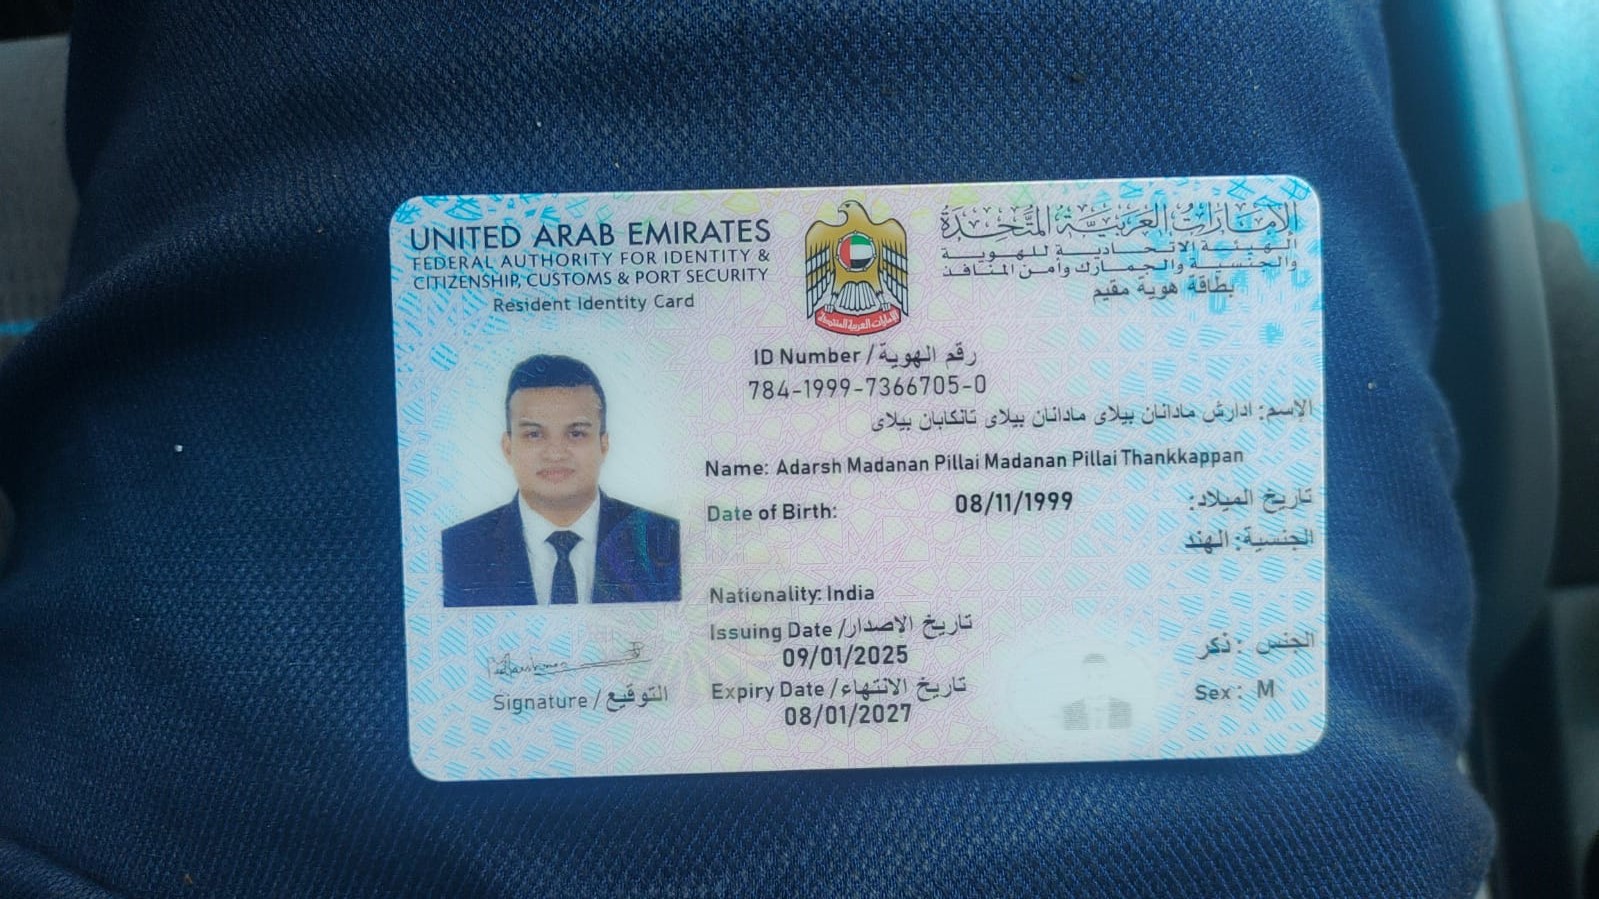 UNITED ARAB EMIRATES
FEDERAL AUTHORITY FOR IDENTITY &
CITIZENSHIP, CUSTOMS & PORT SECURITY
Resident Identity Card
الإمارات العربية المتحدة
الهيئة الاتحادية للهوية
والجنسية والجمارك وأمن المنافذ
بطاقة هوية مقيم
ID Number / رقم الهوية
784-1999-7366705-0
الإسم: ادارش مادانان بيلاى مادانان بيلاى تانكابان بيلاى
Name: Adarsh Madanan Pillai Madanan Pillai Thankkappan
Date of Birth: 08/11/1999 تاريخ الميلاد:
الجنسية: الهند
Nationality: India
Issuing Date / تاريخ الاصدار
09/01/2025
Expiry Date / تاريخ الانتهاء
08/01/2027
الجنس : ذكر
Sex : M
Signature / التوقيع